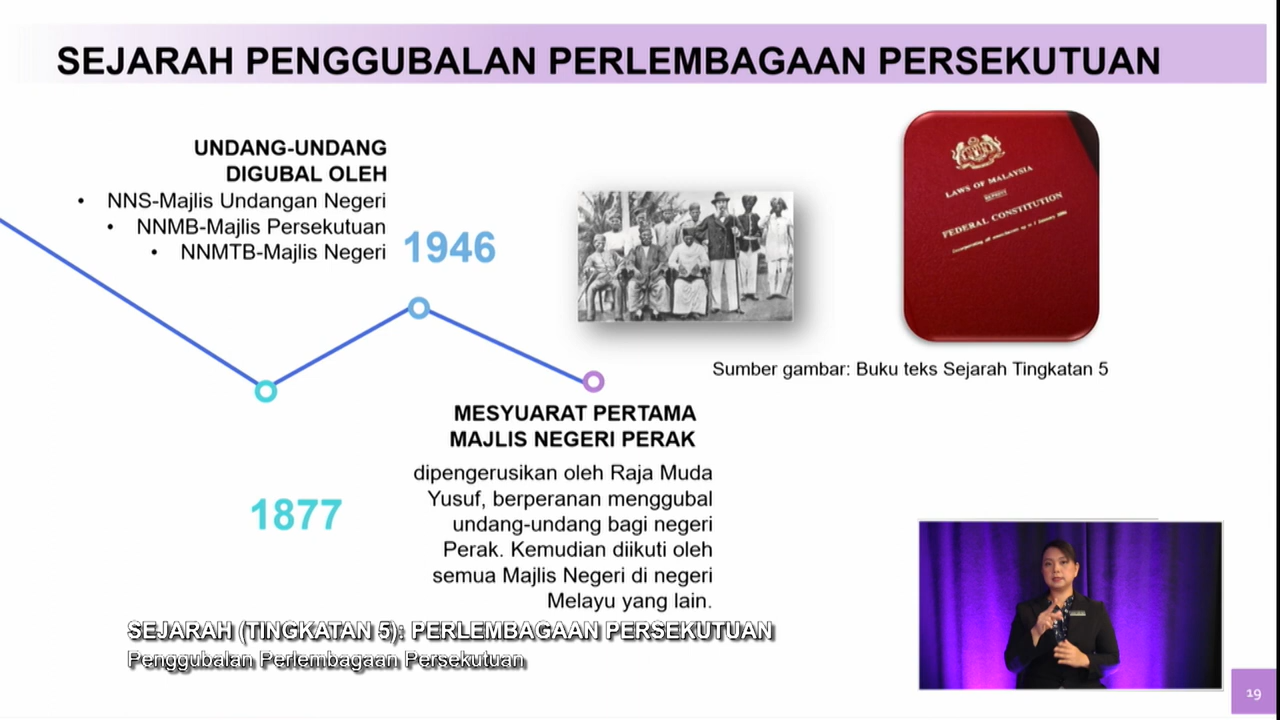 SEJARAH PENGGUBALAN PERLEMBAGAAN PERSEKUTUAN
UNDANG-UNDANG
DIGUBAL OLEH
• NNS-Majlis Undangan Negeri
• NNMB-Majlis Persekutuan
• NNMTB-Majlis Negeri
1946
LAWS OF MALAYSIA
REPRINT
FEDERAL CONSTITUTION
Sumber gambar: Buku teks Sejarah Tingkatan 5
MESYUARAT PERTAMA
MAJLIS NEGERI PERAK
dipengerusikan oleh Raja Muda
Yusuf, berperanan menggubal
undang-undang bagi negeri
Perak. Kemudian diikuti oleh
semua Majlis Negeri di negeri
Melayu yang lain.
1877
SEJARAH (TINGKATAN 5): PERLEMBAGAAN PERSEKUTUAN
Penggubalan Perlembagaan Persekutuan
19